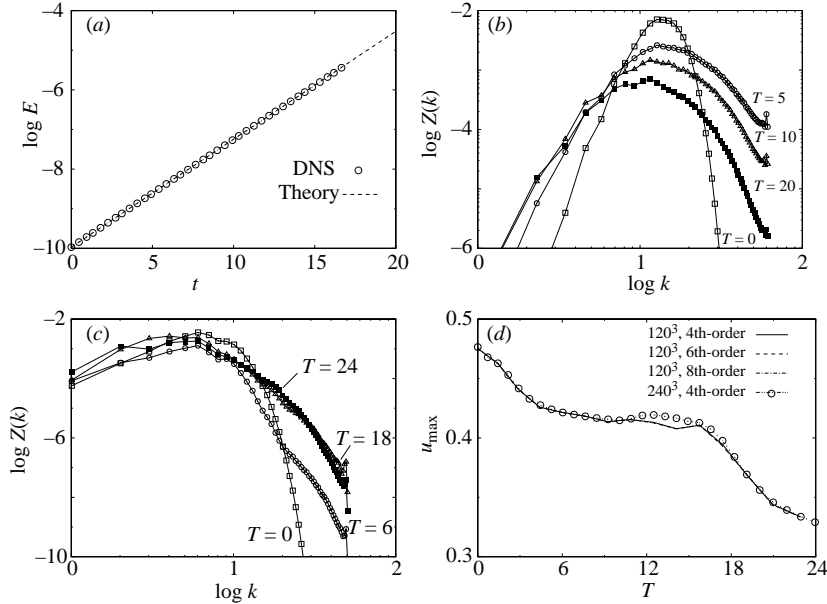 (a)
−4
−6
−8
−10
log E
0
5
10
15
20
t
DNS
Theory
(b)
−2
−4
−6
log Z(k)
0
1
2
log k
T = 5
T = 10
T = 20
T = 0
(c)
−2
−6
−10
log Z(k)
0
1
2
log k
T = 24
T = 18
T = 6
T = 0
(d)
0.5
0.4
0.3
u max
0
6
12
18
24
T
120³, 4th-order
120³, 6th-order
120³, 8th-order
240³, 4th-order